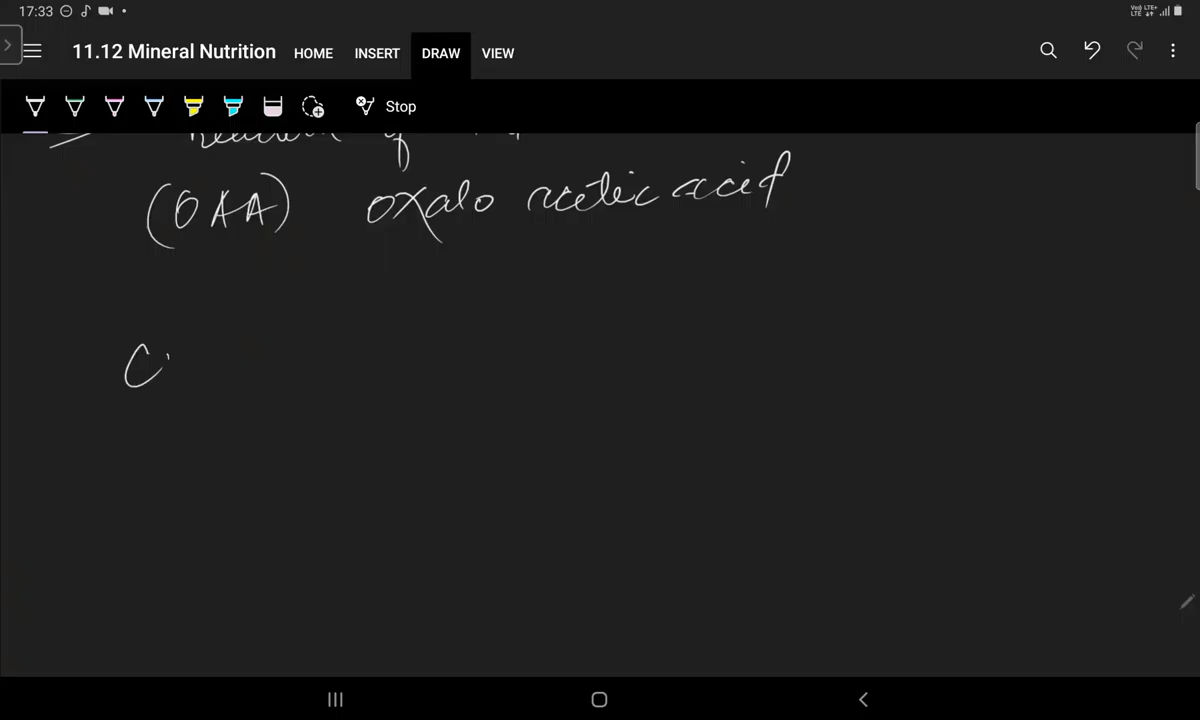 17:33
11.12 Mineral Nutrition HOME INSERT DRAW VIEW
Stop
(OAA) oxalo acetic acid
C